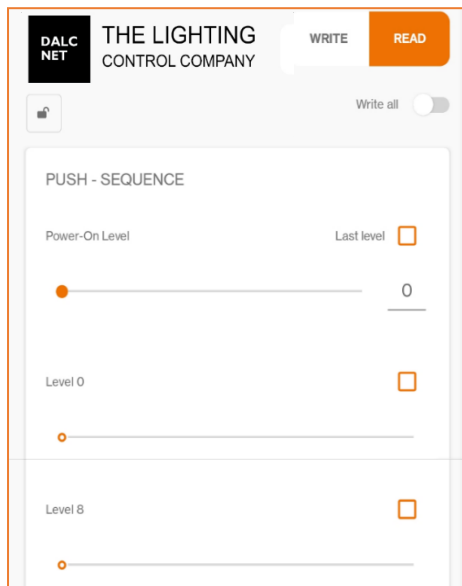 DALC
NET
THE LIGHTING
CONTROL COMPANY
WRITE
READ
Write all
PUSH - SEQUENCE
Power-On Level
Last level
0
Level 0
Level 8